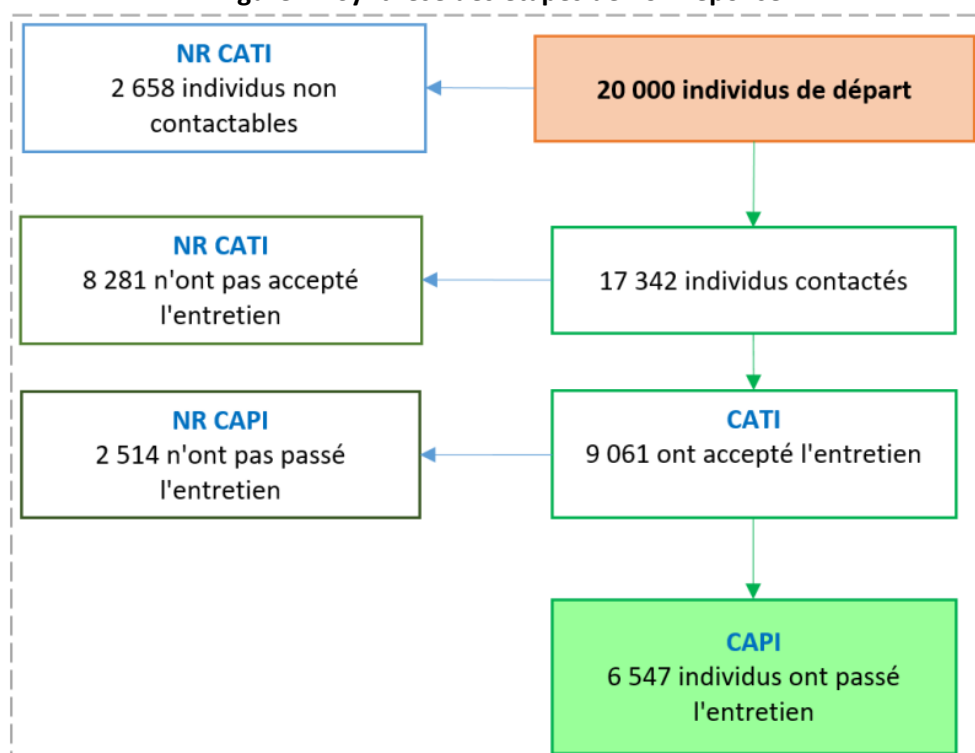 NR CATI
2 658 individus non
contactables
20 000 individus de départ
NR CATI
8 281 n'ont pas accepté
l'entretien
17 342 individus contactés
NR CAPI
2 514 n'ont pas passé
l'entretien
CATI
9 061 ont accepté l'entretien
CAPI
6 547 individus ont passé
l'entretien